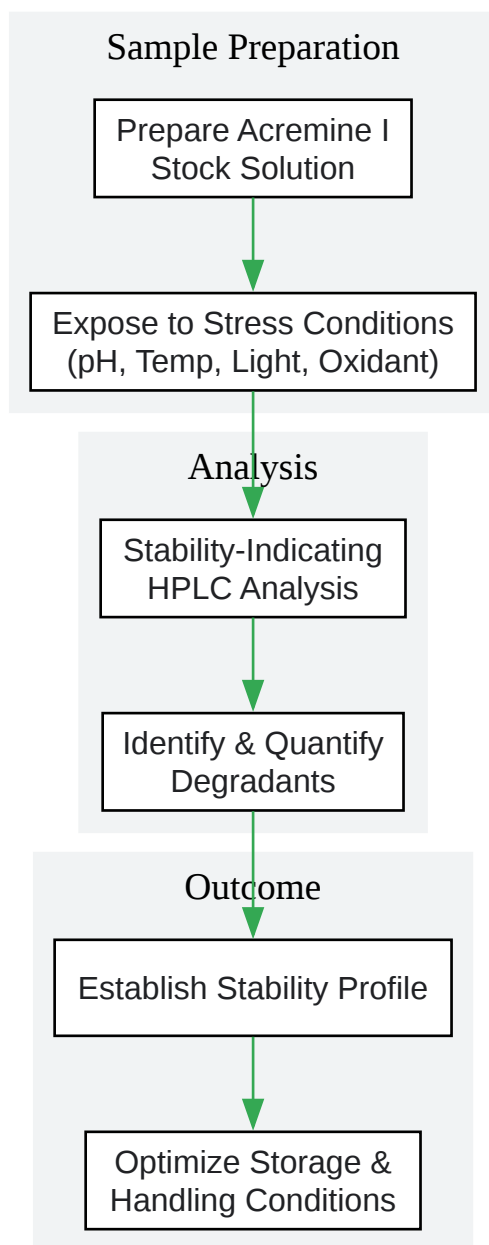 Sample Preparation
Prepare Acremine I
Stock Solution
Expose to Stress Conditions
(pH, Temp, Light, Oxidant)
Analysis
Stability-Indicating
HPLC Analysis
Identify & Quantify
Degradants
Outcome
Establish Stability Profile
Optimize Storage &
Handling Conditions